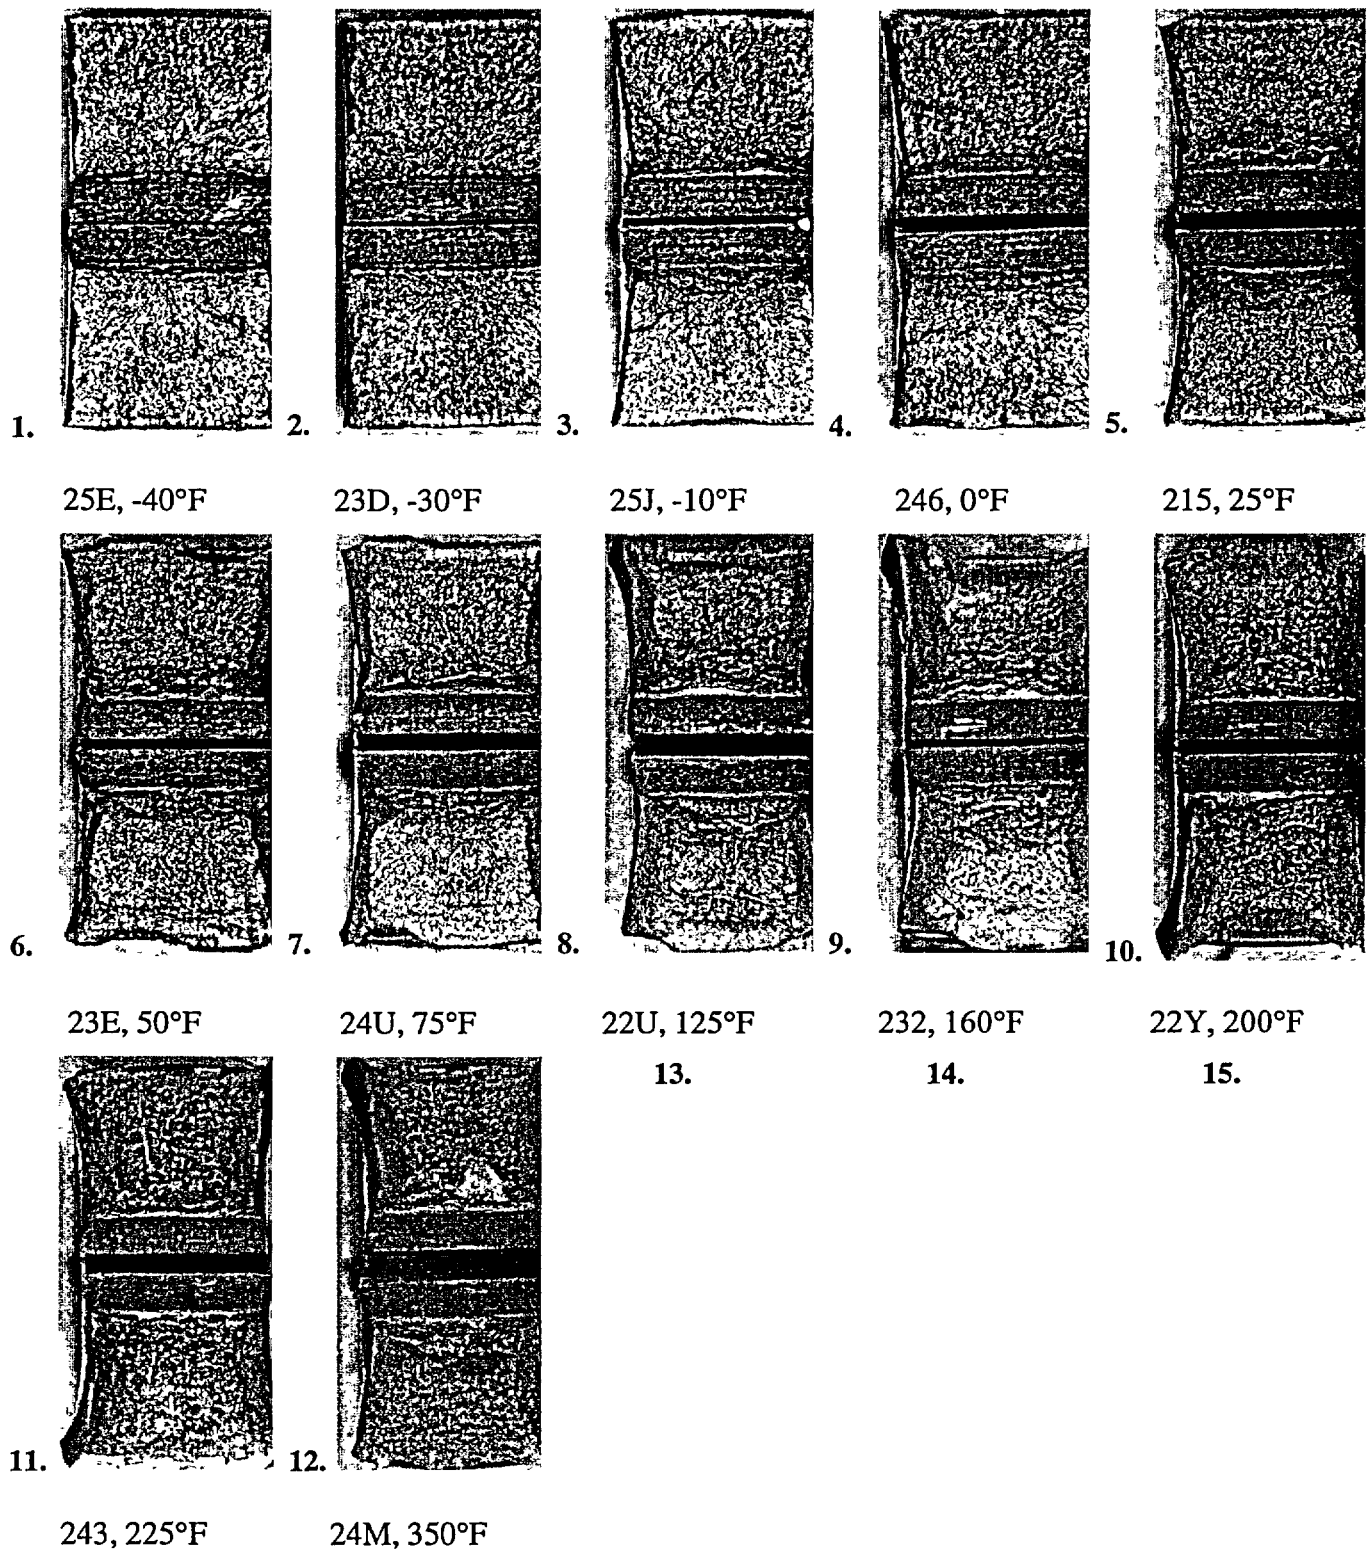 1. 2. 3. 4. 5.
25E, -40°F 23D, -30°F 25J, -10°F 246, 0°F 215, 25°F
6. 7. 8. 9. 10.
23E, 50°F 24U, 75°F 22U, 125°F 232, 160°F 22Y, 200°F
13. 14. 15.
11. 12.
243, 225°F 24M, 350°F